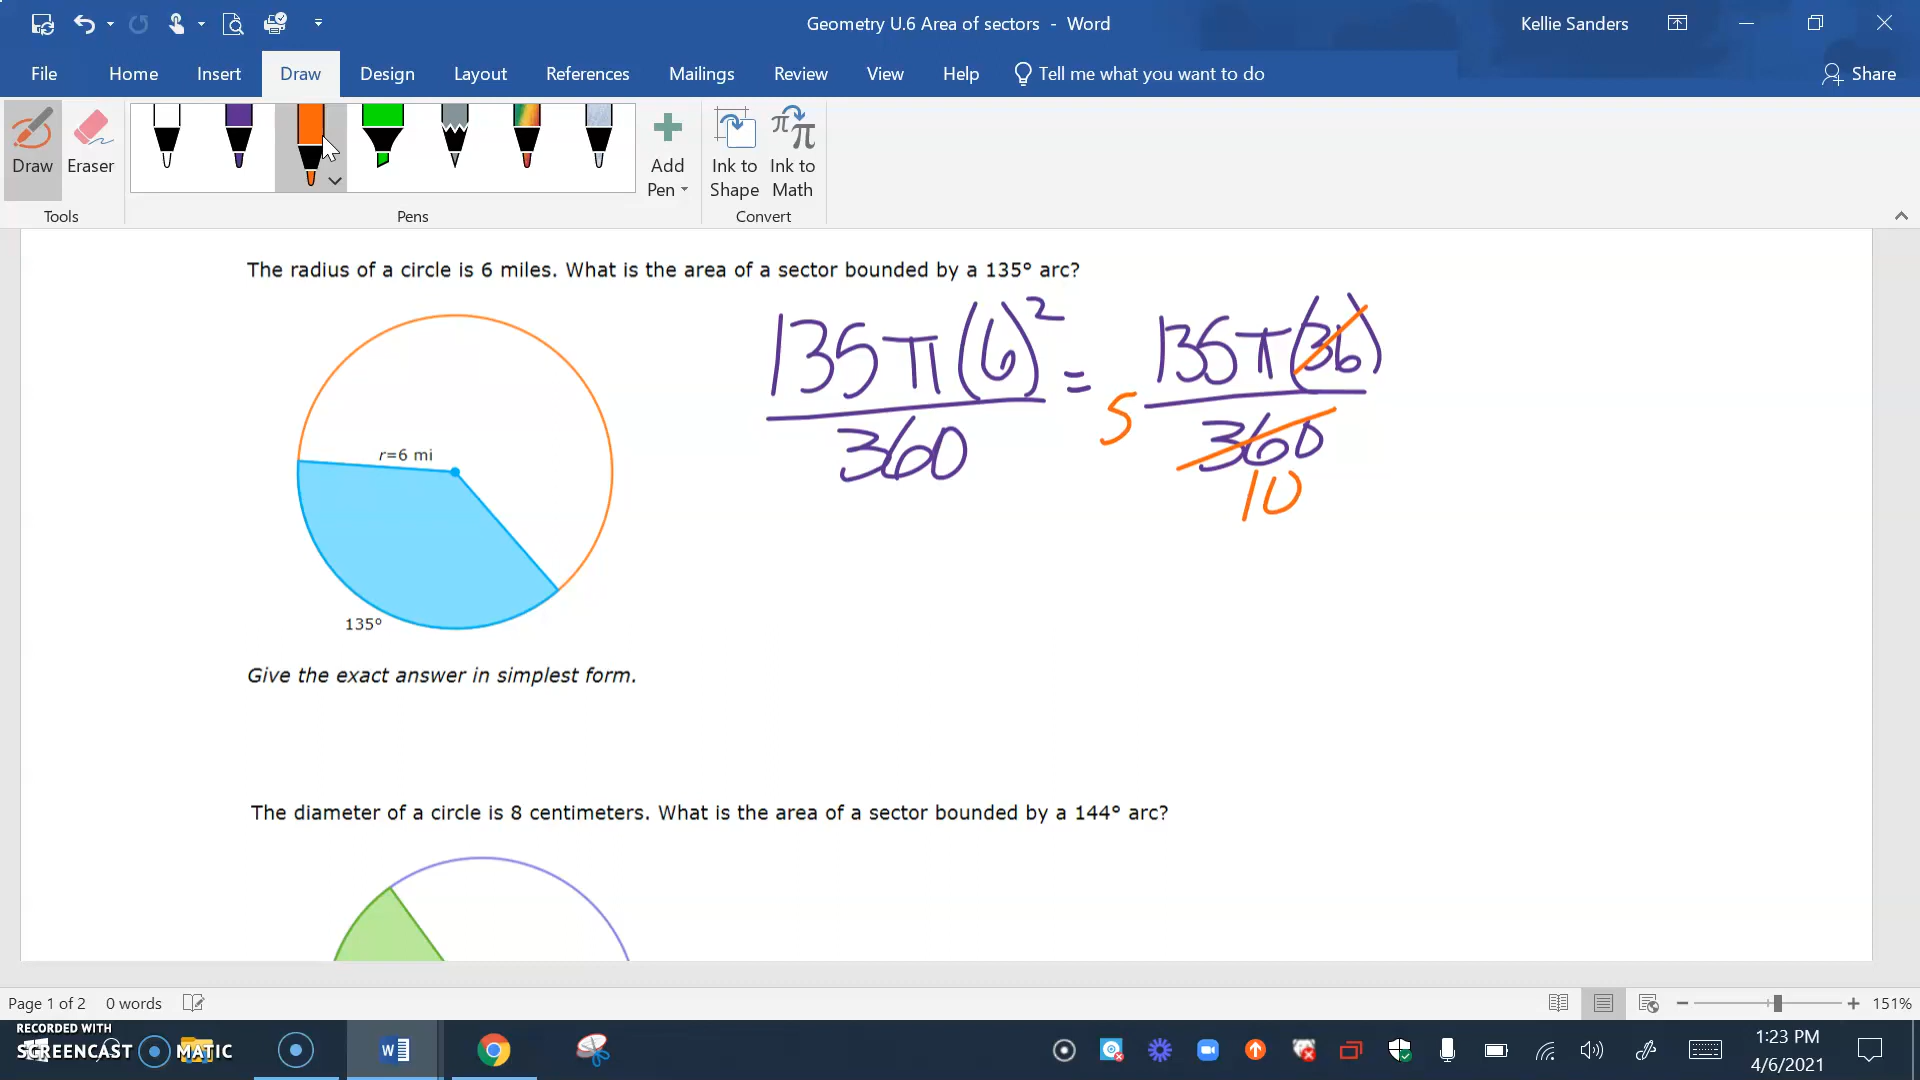 Geometry U.6 Area of sectors - Word
Kellie Sanders
File Home Insert Draw Design Layout References Mailings Review View Help Tell me what you want to do Share
Draw Eraser Add Pen Ink to Shape Ink to Math
Tools Pens Convert
The radius of a circle is 6 miles. What is the area of a sector bounded by a 135° arc?
135π(6)² = 135π(36)
360 5 360
10
r=6 mi
135°
Give the exact answer in simplest form.
The diameter of a circle is 8 centimeters. What is the area of a sector bounded by a 144° arc?
Page 1 of 2 0 words 151%
RECORDED WITH
SCREENCAST MATIC
1:23 PM
4/6/2021